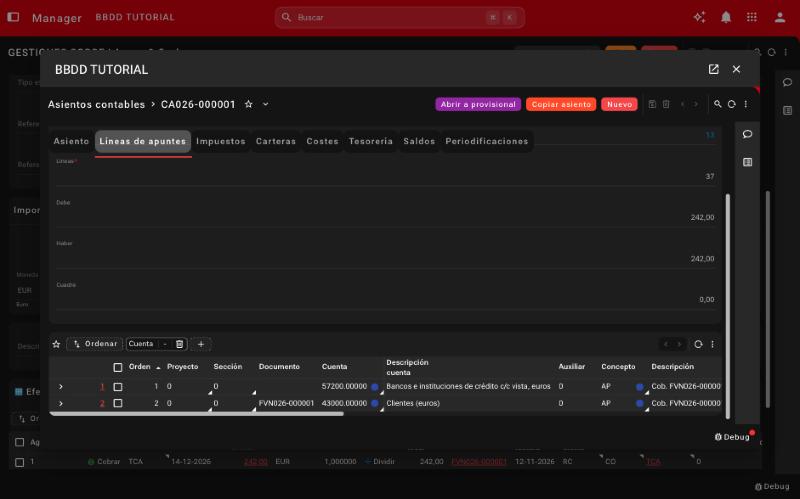 Manager BBDD TUTORIAL Buscar ⌘ K
BBDD TUTORIAL
Asientos contables > CA026-000001 Abrir a provisional Copiar asiento Nuevo
Asiento Líneas de apuntes Impuestos Carteras Costes Tesorería Saldos Periodificaciones
13
Líneas*
37
Debe
242,00
Haber
242,00
Cuadre
0,00
Impor
Moneda
EUR
Euro
Descri
Efe
Ordenar Cuenta - +
Orden Proyecto Sección Documento Cuenta Descripción cuenta Auxiliar Concepto Descripción
1 1 0 0 57200.00000 Bancos e instituciones de crédito c/c vista, euros 0 AP Cob. FVN026-00000
2 2 0 0 FVN026-000001 43000.00000 Clientes (euros) 0 AP Cob. FVN026-00000
Debug
1 Cobrar TCA 14-12-2026 242,00 EUR 1,000000 Dividir 242,00 FVN026-0000001 12-11-2026 RC CO TCA 0
Debug